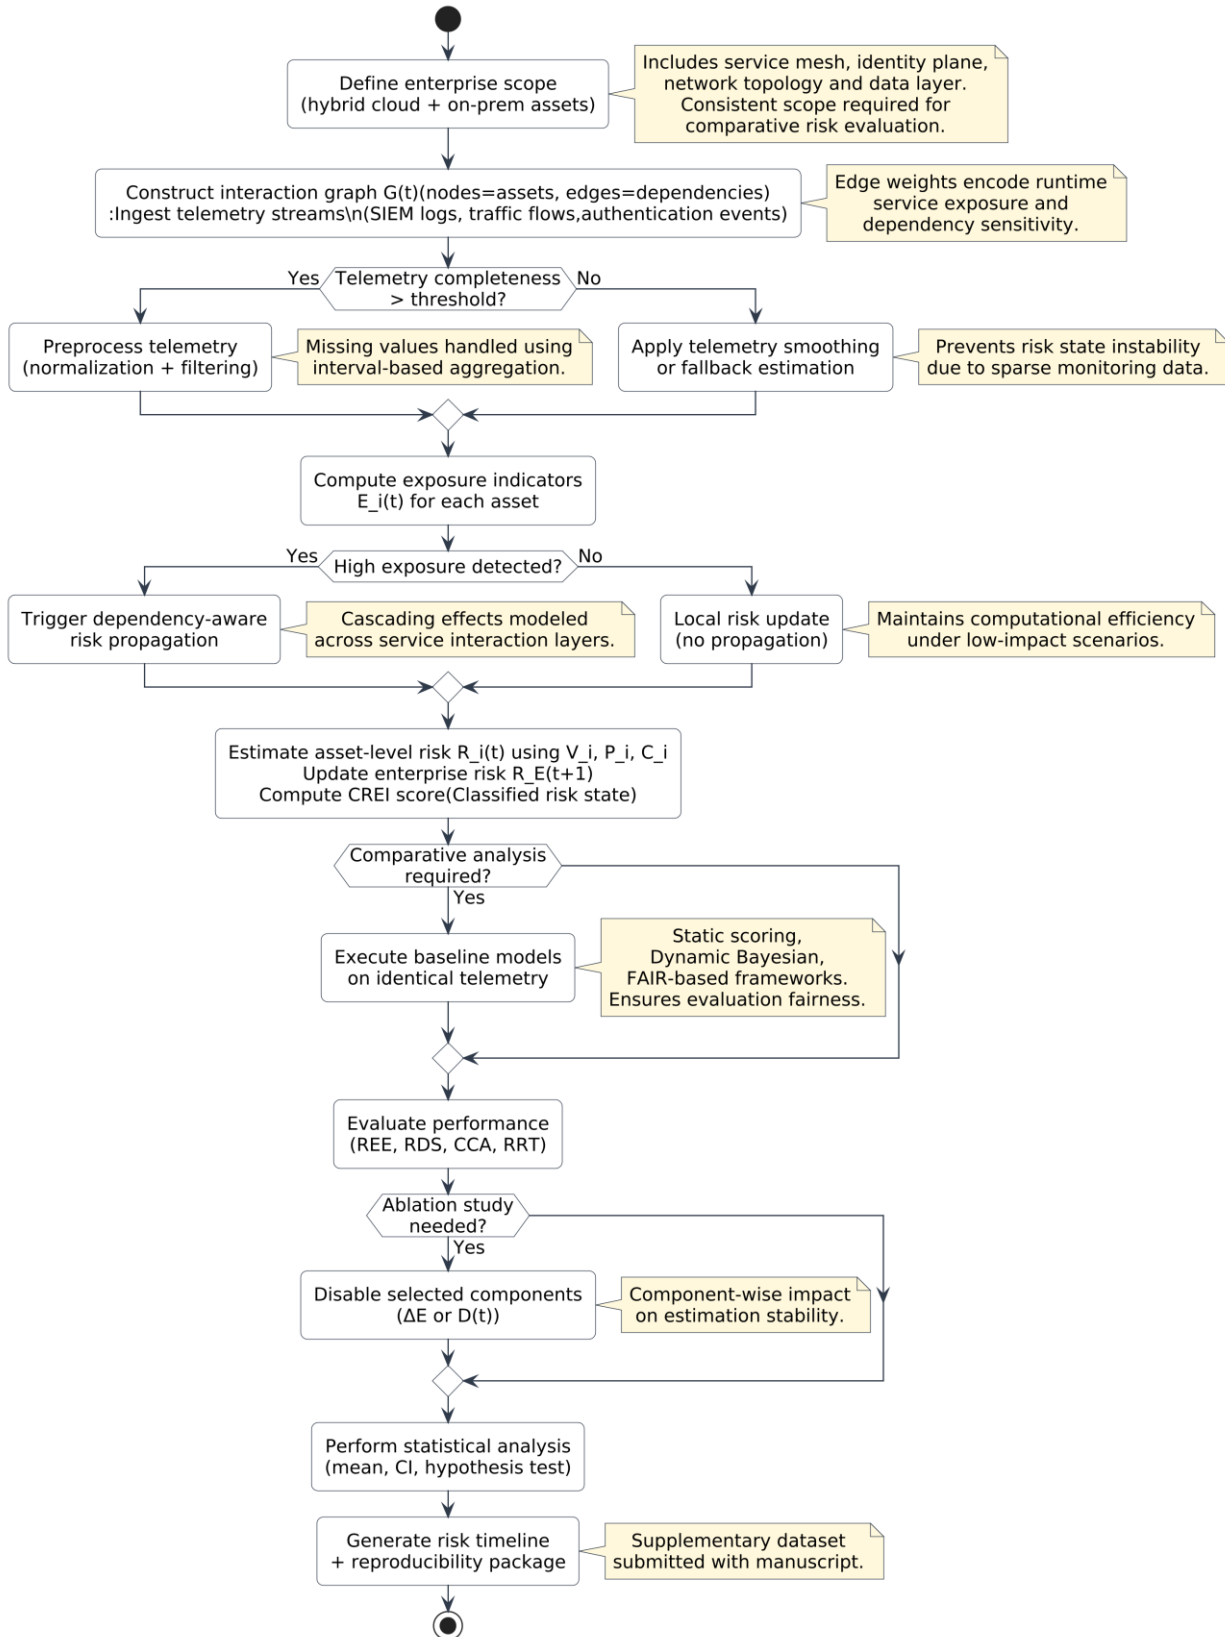 Define enterprise scope
(hybrid cloud + on-prem assets)
Includes service mesh, identity plane,
network topology and data layer.
Consistent scope required for
comparative risk evaluation.
Construct interaction graph G(t)(nodes=assets, edges=dependencies)
:Ingest telemetry streams\n(SIEM logs, traffic flows,authentication events)
Edge weights encode runtime
service exposure and
dependency sensitivity.
Yes
Telemetry completeness
> threshold?
No
Preprocess telemetry
(normalization + filtering)
Missing values handled using
interval-based aggregation.
Apply telemetry smoothing
or fallback estimation
Prevents risk state instability
due to sparse monitoring data.
Compute exposure indicators
E_i(t) for each asset
Yes
High exposure detected?
No
Trigger dependency-aware
risk propagation
Cascading effects modeled
across service interaction layers.
Local risk update
(no propagation)
Maintains computational efficiency
under low-impact scenarios.
Estimate asset-level risk R_i(t) using V_i, P_i, C_i
Update enterprise risk R_E(t+1)
Compute CREI score(Classified risk state)
Comparative analysis
required?
Yes
Execute baseline models
on identical telemetry
Static scoring,
Dynamic Bayesian,
FAIR-based frameworks.
Ensures evaluation fairness.
Evaluate performance
(REE, RDS, CCA, RRT)
Ablation study
needed?
Yes
Disable selected components
(ΔE or D(t))
Component-wise impact
on estimation stability.
Perform statistical analysis
(mean, CI, hypothesis test)
Generate risk timeline
+ reproducibility package
Supplementary dataset
submitted with manuscript.